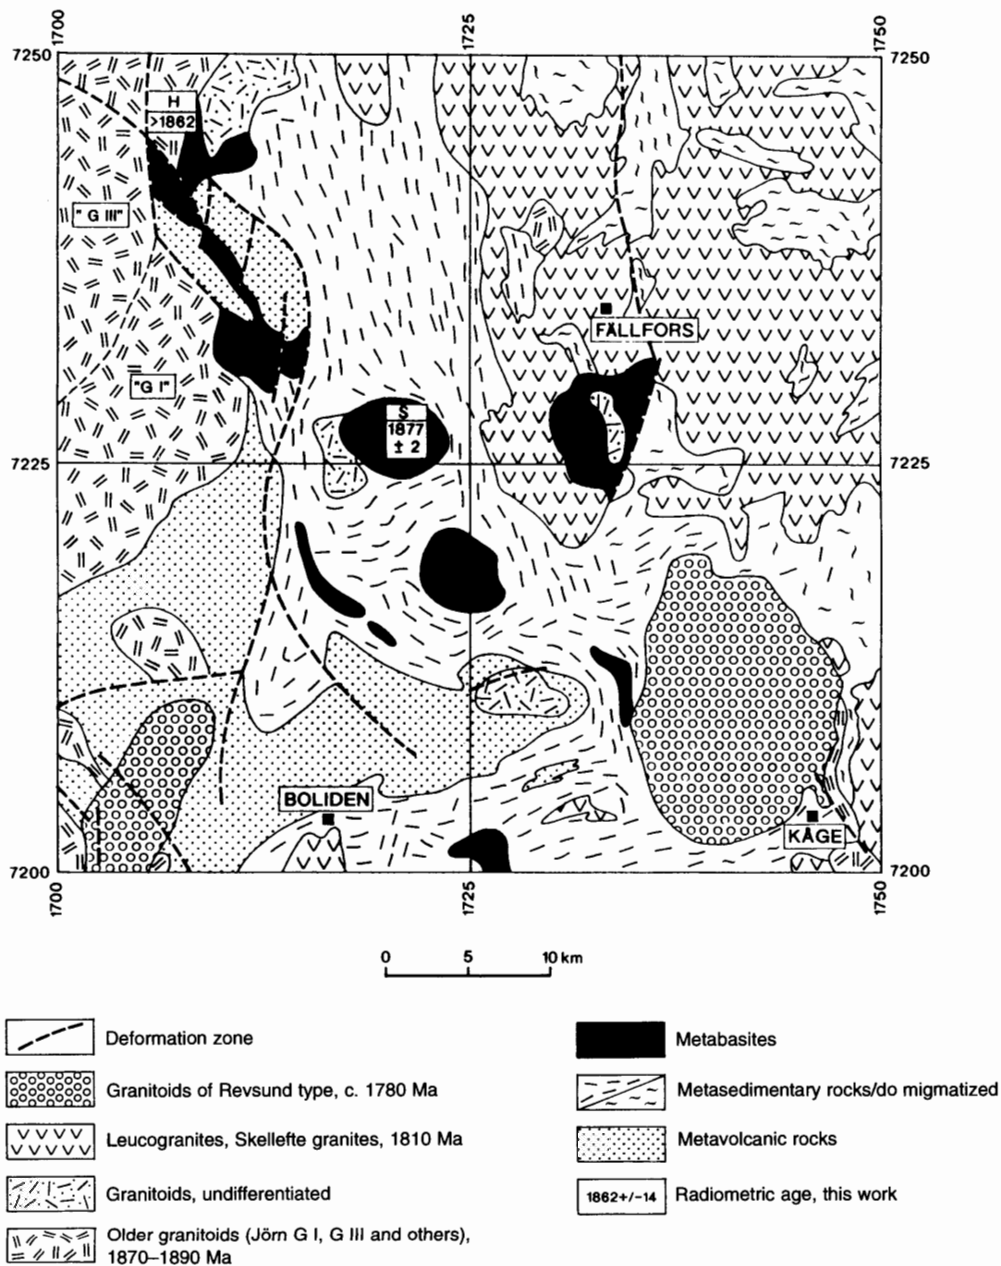 1700
1725
1750
7250
7250
H
>1862
"G III"
FÄLLFORS
"G I"
S
1877
± 2
7225
7225
BOLIDEN
KÅGE
7200
7200
1700
1725
1750
0 5 10 km
Deformation zone
Granitoids of Revsund type, c. 1780 Ma
Leucogranites, Skellefte granites, 1810 Ma
Granitoids, undifferentiated
Older granitoids (Jörn G I, G III and others),
1870–1890 Ma
Metabasites
Metasedimentary rocks/do migmatized
Metavolcanic rocks
1862+/-14 Radiometric age, this work